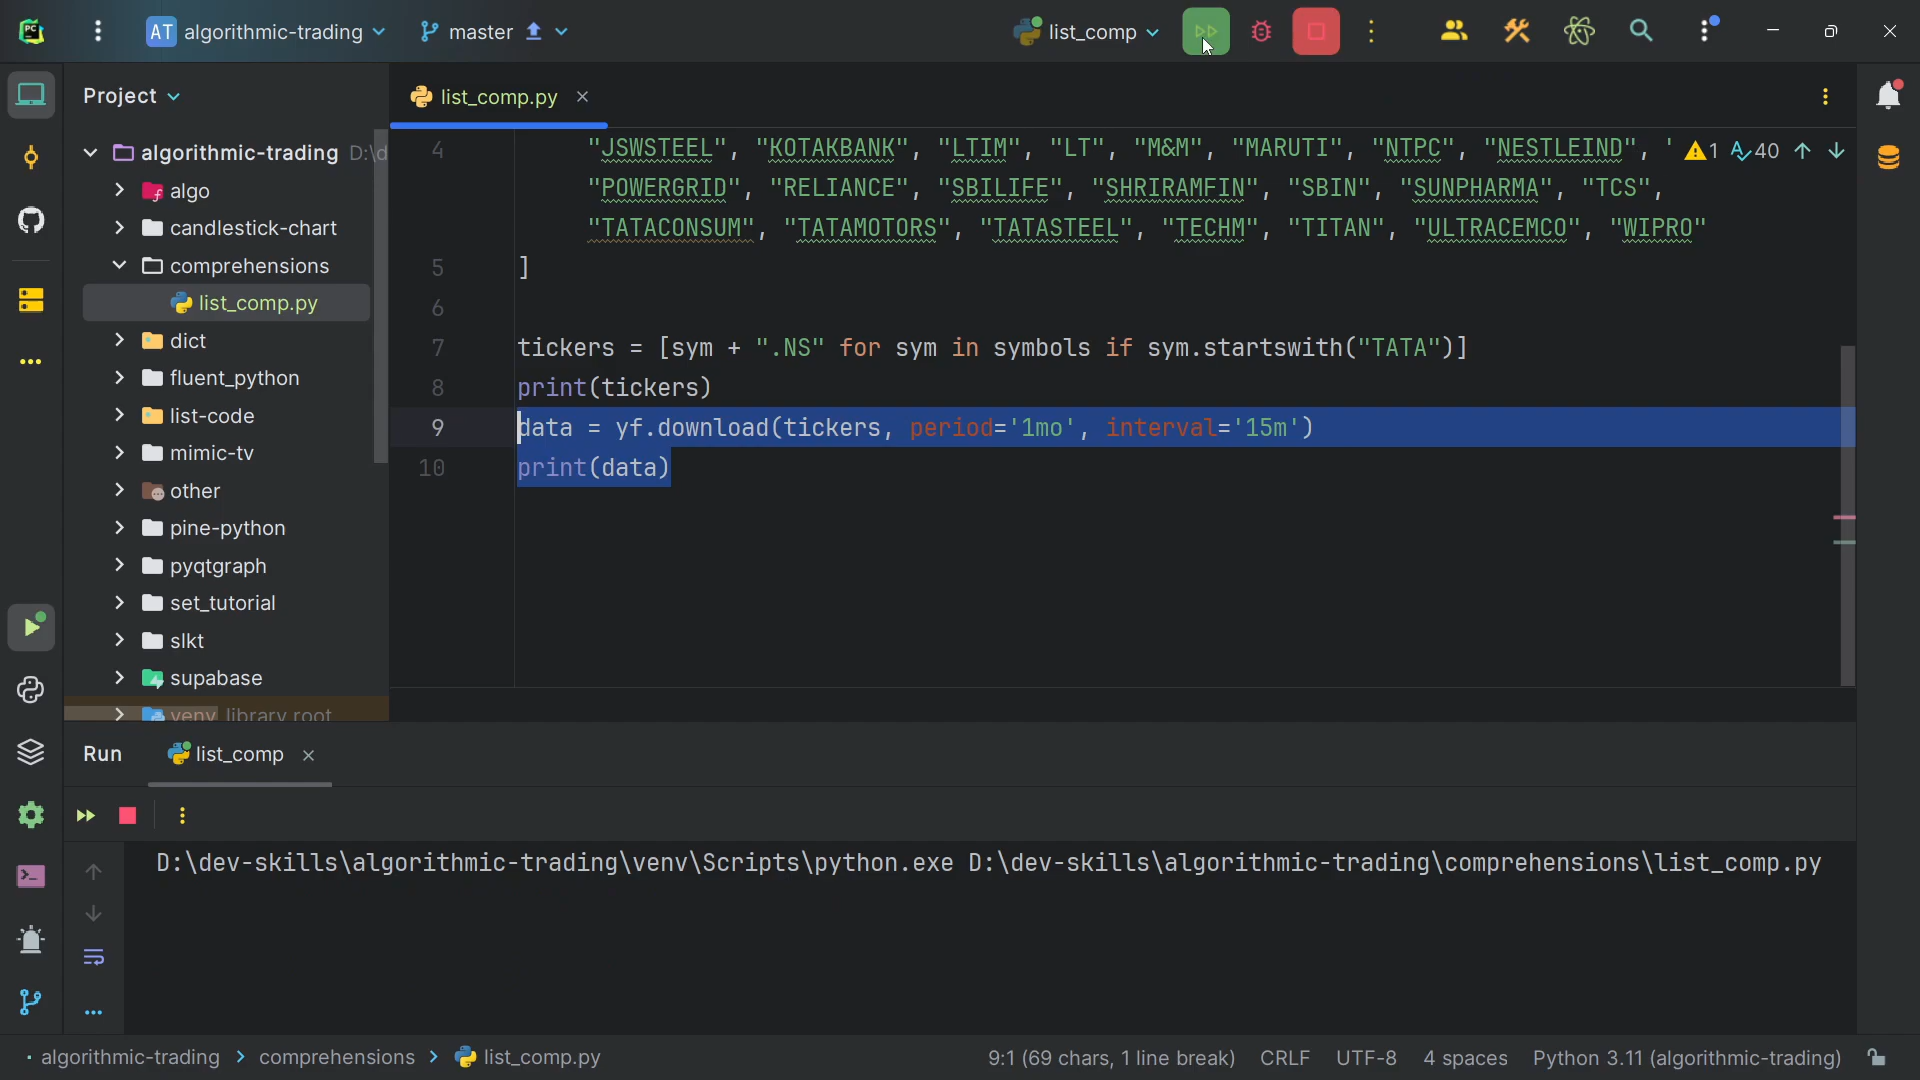 PC AT algorithmic-trading master list_comp
Project
list_comp.py
algorithmic-trading D:\d
algo
candlestick-chart
comprehensions
list_comp.py
dict
fluent_python
list-code
mimic-tv
other
pine-python
pyqtgraph
set_tutorial
slkt
supabase
venv library root
4 "JSWSTEEL", "KOTAKBANK", "LTIM", "LT", "M&M", "MARUTI", "NTPC", "NESTLEIND", " 1 40
"POWERGRID", "RELIANCE", "SBILIFE", "SHRIRAMFIN", "SBIN", "SUNPHARMA", "TCS",
"TATACONSUM", "TATAMOTORS", "TATASTEEL", "TECHM", "TITAN", "ULTRACEMCO", "WIPRO"
5 ]
6
7 tickers = [sym + ".NS" for sym in symbols if sym.startswith("TATA")]
8 print(tickers)
9 data = yf.download(tickers, period='1mo', interval='15m')
10 print(data)
Run list_comp
D:\dev-skills\algorithmic-trading\venv\Scripts\python.exe D:\dev-skills\algorithmic-trading\comprehensions\list_comp.py
algorithmic-trading > comprehensions > list_comp.py 9:1 (69 chars, 1 line break) CRLF UTF-8 4 spaces Python 3.11 (algorithmic-trading)